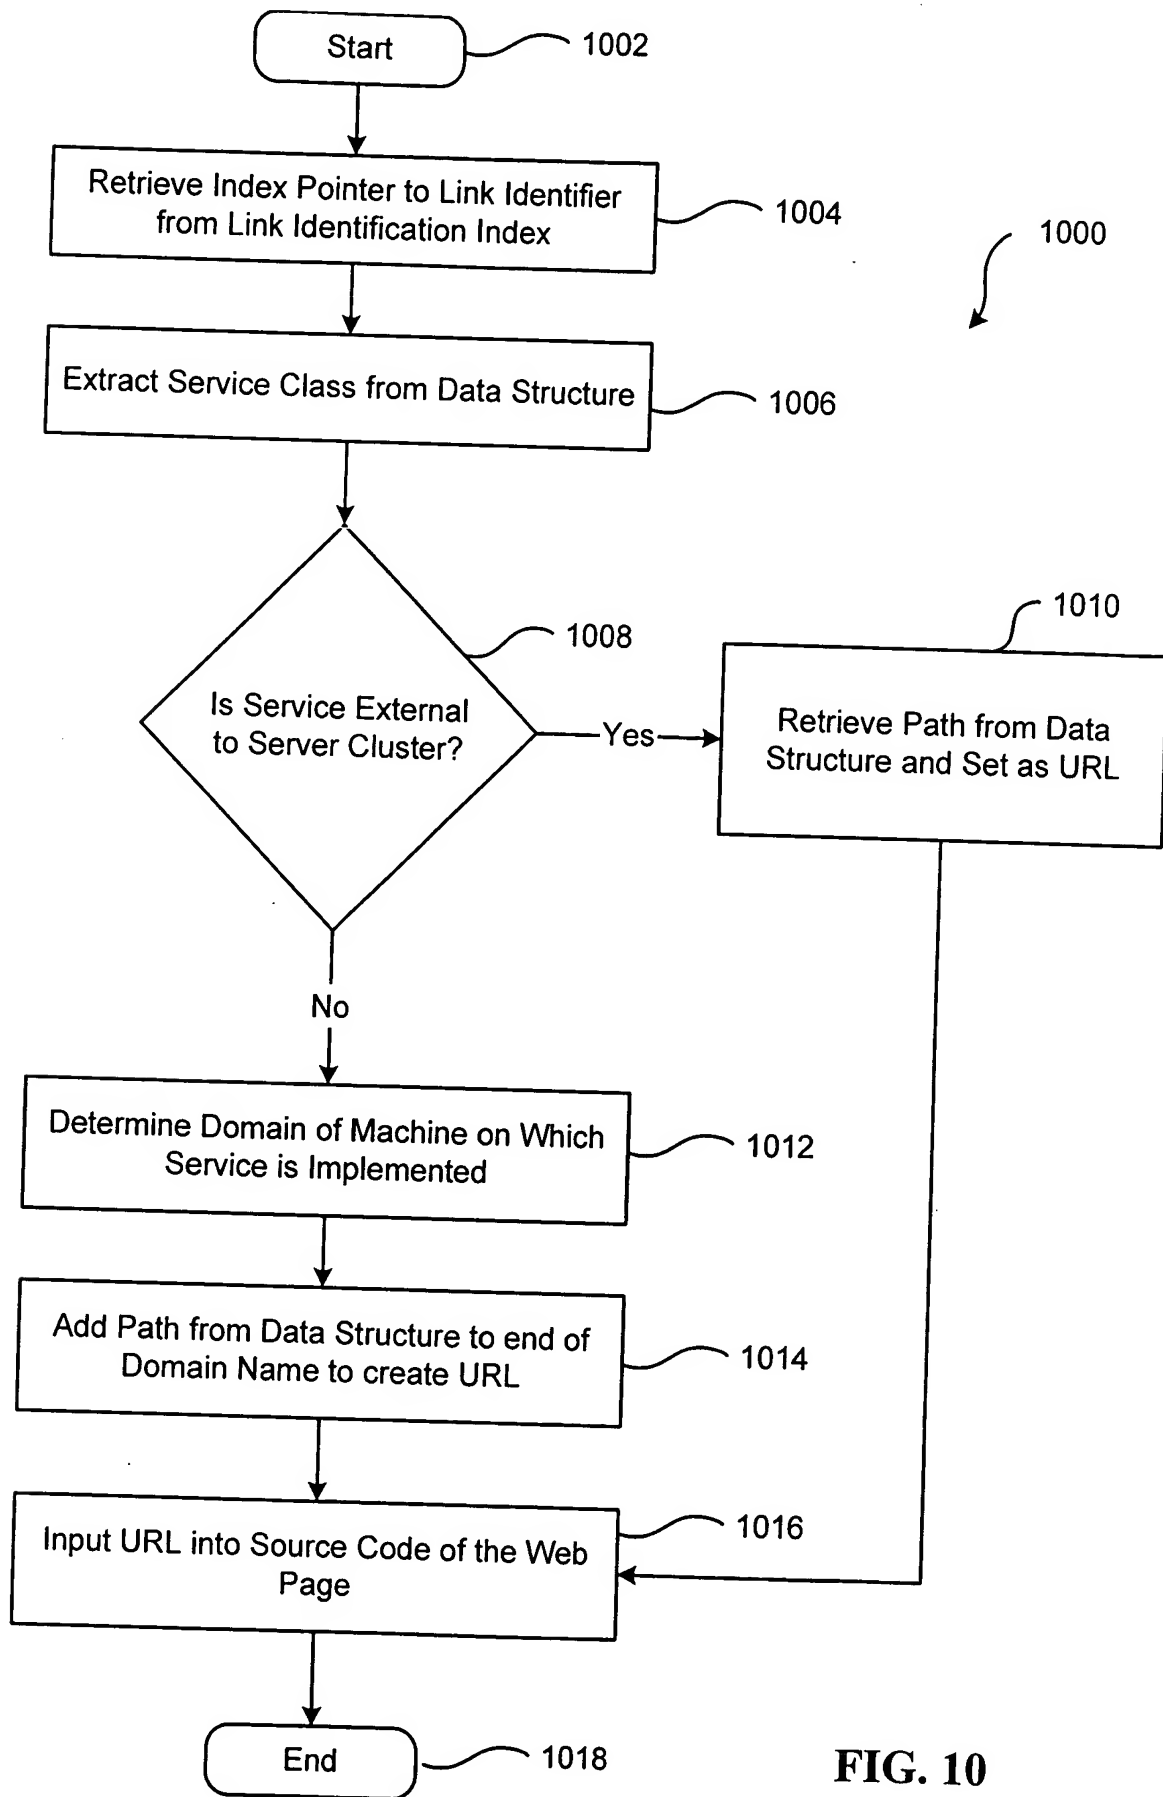 Start
1002
Retrieve Index Pointer to Link Identifier
from Link Identification Index
1004
1000
Extract Service Class from Data Structure
1006
1008
1010
Is Service External
to Server Cluster?
Yes
Retrieve Path from Data
Structure and Set as URL
No
Determine Domain of Machine on Which
Service is Implemented
1012
Add Path from Data Structure to end of
Domain Name to create URL
1014
Input URL into Source Code of the Web
Page
1016
End
1018
FIG. 10